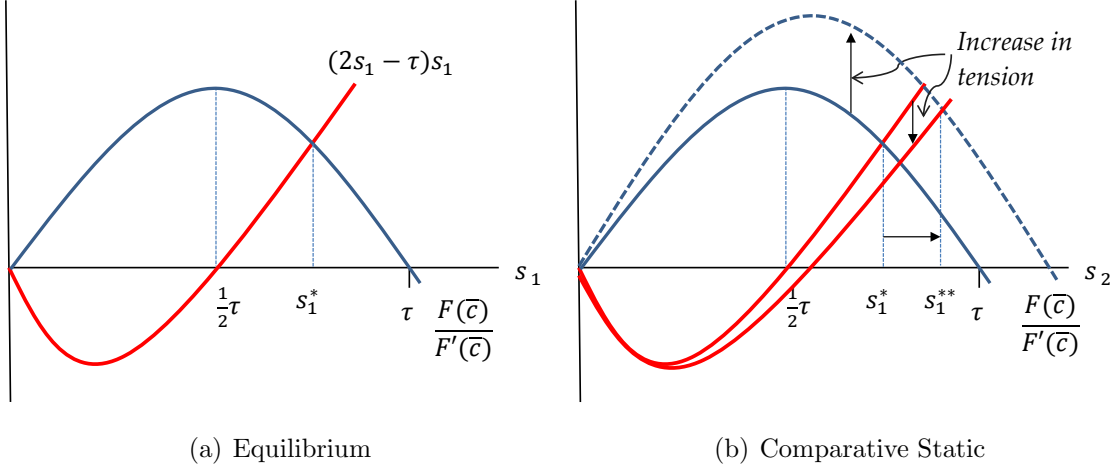 (2s₁ − τ)s₁
s₁
½τ
s₁*
τ
F(c̅)
F′(c̅)
(a) Equilibrium
Increase in
tension
s₂
½τ
s₁*
s₁**
τ
F(c̅)
F′(c̅)
(b) Comparative Static